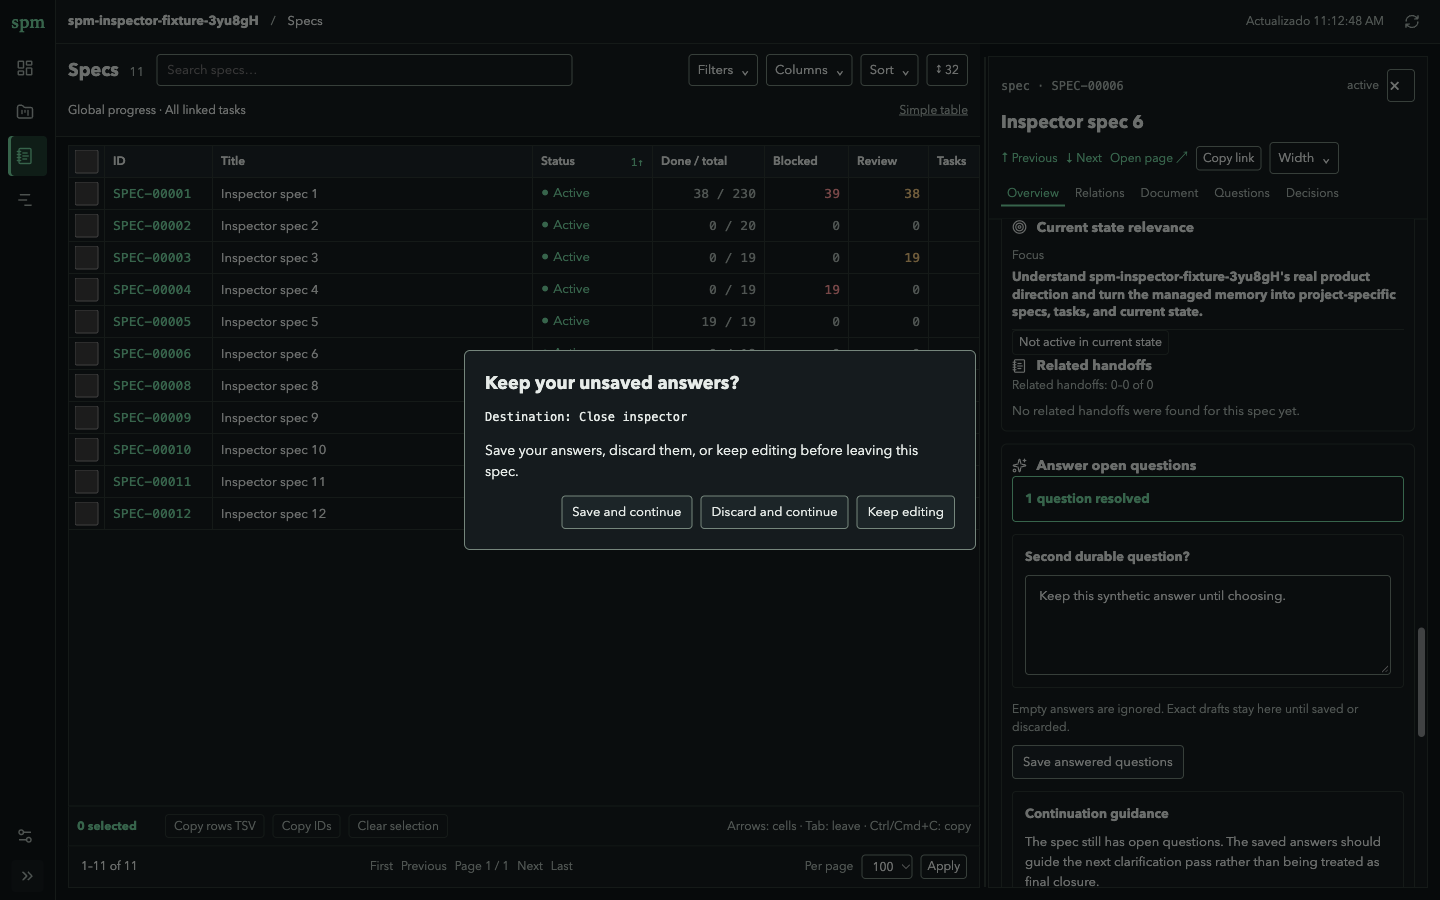 spm
spm-inspector-fixture-3yu8gH / Specs
Actualizado 11:12:48 AM
Specs 11
Search specs...
Filters
Columns
Sort
↕ 32
Global progress · All linked tasks
Simple table
ID Title Status 1↑ Done / total Blocked Review Tasks
SPEC-00001 Inspector spec 1 Active 38 / 230 39 38
SPEC-00002 Inspector spec 2 Active 0 / 20 0 0
SPEC-00003 Inspector spec 3 Active 0 / 19 0 19
SPEC-00004 Inspector spec 4 Active 0 / 19 19 0
SPEC-00005 Inspector spec 5 Active 19 / 19 0 0
SPEC-00006 Inspector spec 6
SPEC-00008 Inspector spec 8
SPEC-00009 Inspector spec 9
SPEC-00010 Inspector spec 10
SPEC-00011 Inspector spec 11
SPEC-00012 Inspector spec 12
0 selected
Copy rows TSV
Copy IDs
Clear selection
Arrows: cells · Tab: leave · Ctrl/Cmd+C: copy
1–11 of 11
First Previous Page 1 / 1 Next Last
Per page 100 Apply
Keep your unsaved answers?
Destination: Close inspector
Save your answers, discard them, or keep editing before leaving this
spec.
Save and continue
Discard and continue
Keep editing
spec · SPEC-00006
active
Inspector spec 6
↑ Previous ↓ Next Open page ↗ Copy link Width
Overview Relations Document Questions Decisions
Current state relevance
Focus
Understand spm-inspector-fixture-3yu8gH's real product
direction and turn the managed memory into project-specific
specs, tasks, and current state.
Not active in current state
Related handoffs
Related handoffs: 0–0 of 0
No related handoffs were found for this spec yet.
Answer open questions
1 question resolved
Second durable question?
Keep this synthetic answer until choosing.
Empty answers are ignored. Exact drafts stay here until saved or
discarded.
Save answered questions
Continuation guidance
The spec still has open questions. The saved answers should
guide the next clarification pass rather than being treated as
final closure.